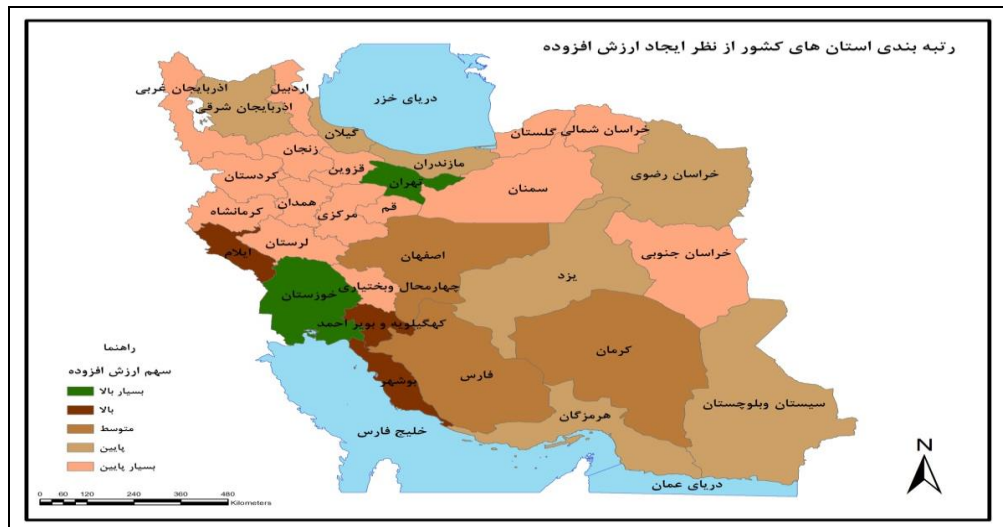 رتبه بندی استان های کشور از نظر ایجاد ارزش افزوده
دریای خزر
اردبیل
آذربایجان غربی
آذربایجان شرقی
گیلان
خراسان شمالی
گلستان
مازندران
زنجان
قزوین
تهران
خراسان رضوی
کردستان
سمنان
همدان
مرکزی
قم
کرمانشاه
لرستان
ایلام
اصفهان
خراسان جنوبی
یزد
چهارمحال وبختیاری
خوزستان
کهگیلویه و بویر احمد
کرمان
فارس
بوشهر
سیستان وبلوچستان
هرمزگان
خلیج فارس
دریای عمان
راهنما
سهم ارزش افزوده
بسیار بالا
بالا
متوسط
پایین
بسیار پایین
N
0 60 120 240 360 480
Kilometers